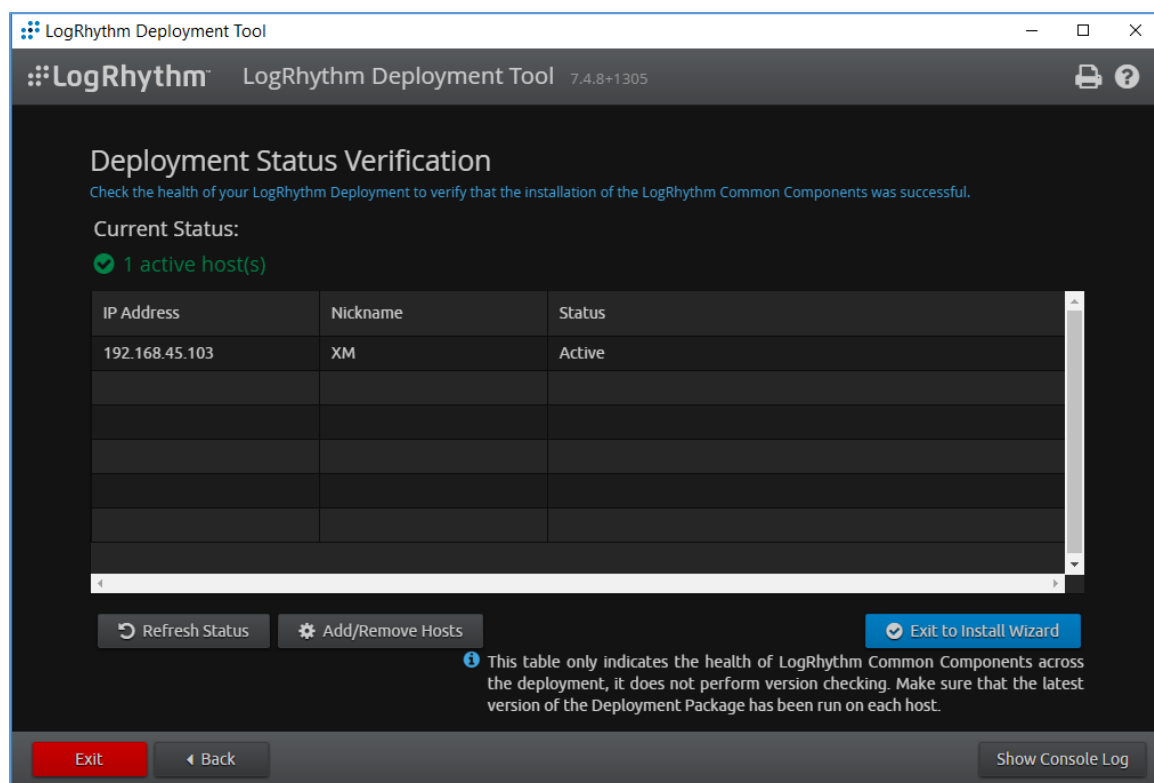 LogRhythm Deployment Tool
LogRhythm™ LogRhythm Deployment Tool 7.4.8+1305
Deployment Status Verification
Check the health of your LogRhythm Deployment to verify that the installation of the LogRhythm Common Components was successful.
Current Status:
1 active host(s)
IP Address Nickname Status
192.168.45.103 XM Active
Refresh Status Add/Remove Hosts Exit to Install Wizard
This table only indicates the health of LogRhythm Common Components across
the deployment, it does not perform version checking. Make sure that the latest
version of the Deployment Package has been run on each host.
Exit Back Show Console Log